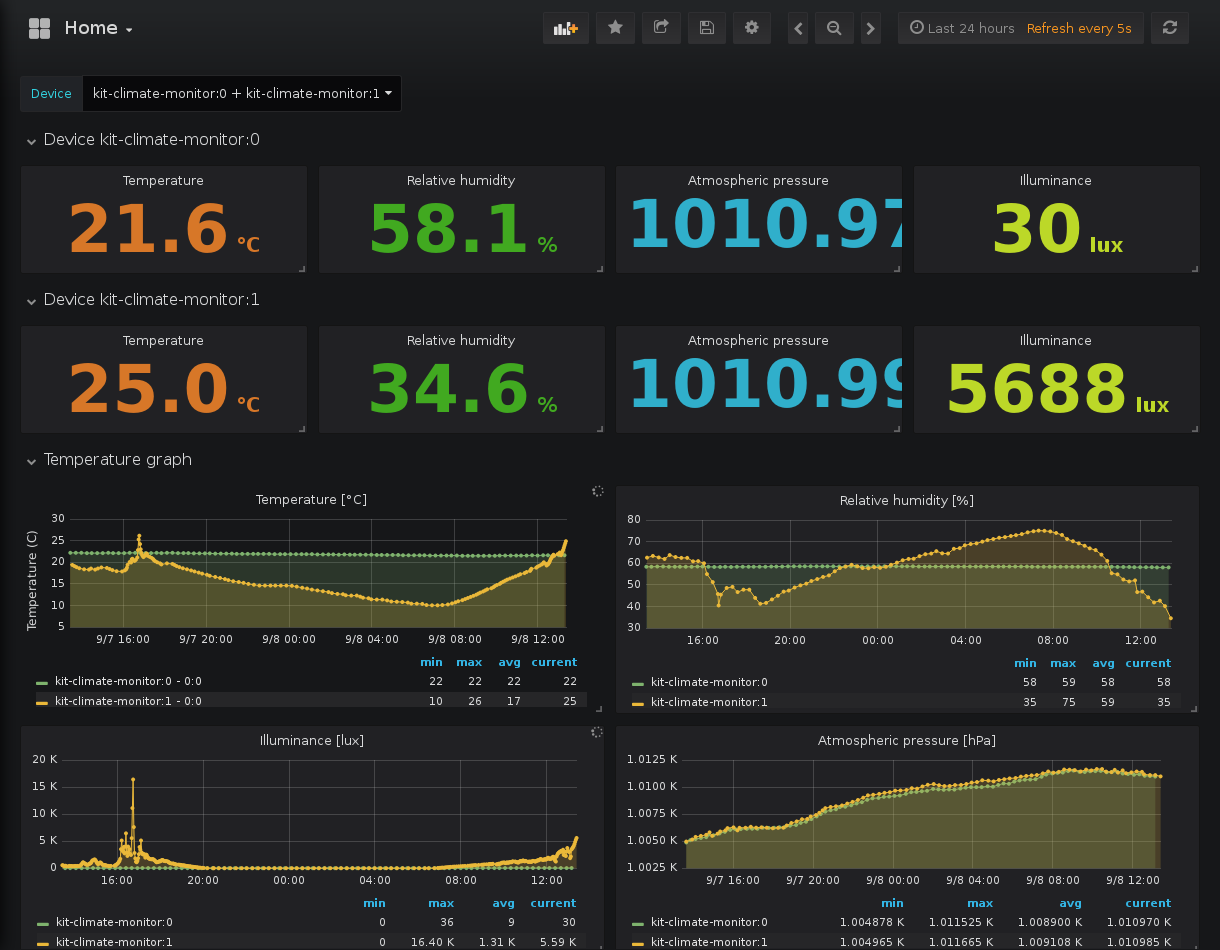 Home
Last 24 hours Refresh every 5s
Device kit-climate-monitor:0 + kit-climate-monitor:1
Device kit-climate-monitor:0
Temperature Relative humidity Atmospheric pressure Illuminance
21.6 °C 58.1 % 1010.97 30 lux
Device kit-climate-monitor:1
Temperature Relative humidity Atmospheric pressure Illuminance
25.0 °C 34.6 % 1010.99 5688 lux
Temperature graph
Temperature [°C]
Temperature (C)
30
25
20
15
10
5
9/7 16:00 9/7 20:00 9/8 00:00 9/8 04:00 9/8 08:00 9/8 12:00
min max avg current
kit-climate-monitor:0 - 0:0 22 22 22 22
kit-climate-monitor:1 - 0:0 10 26 17 25
Relative humidity [%]
80
70
60
50
40
30
16:00 20:00 00:00 04:00 08:00 12:00
min max avg current
kit-climate-monitor:0 58 59 58 58
kit-climate-monitor:1 35 75 59 35
Illuminance [lux]
20 K
15 K
10 K
5 K
0
16:00 20:00 00:00 04:00 08:00 12:00
min max avg current
kit-climate-monitor:0 0 36 9 30
kit-climate-monitor:1 0 16.40 K 1.31 K 5.59 K
Atmospheric pressure [hPa]
1.0125 K
1.0100 K
1.0075 K
1.0050 K
1.0025 K
9/7 16:00 9/7 20:00 9/8 00:00 9/8 04:00 9/8 08:00 9/8 12:00
min max avg current
kit-climate-monitor:0 1.004878 K 1.011525 K 1.008900 K 1.010970 K
kit-climate-monitor:1 1.004965 K 1.011665 K 1.009108 K 1.010985 K